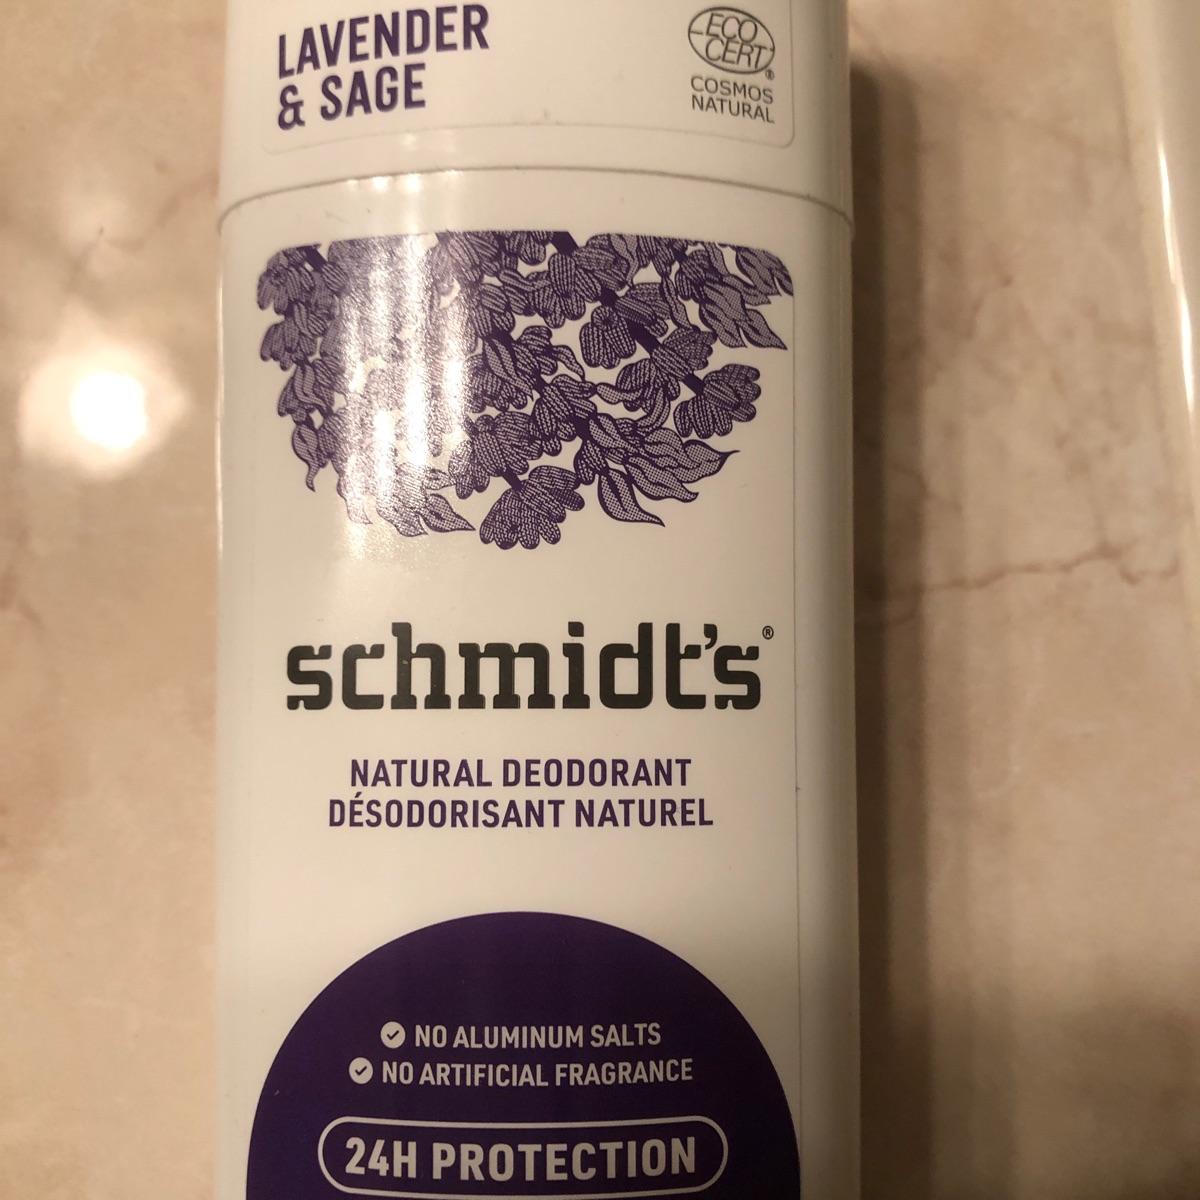 LAVENDER
& SAGE
ECO
CERT®
COSMOS
NATURAL
schmidt's®
NATURAL DEODORANT
DÉSODORISANT NATUREL
NO ALUMINUM SALTS
NO ARTIFICIAL FRAGRANCE
24H PROTECTION